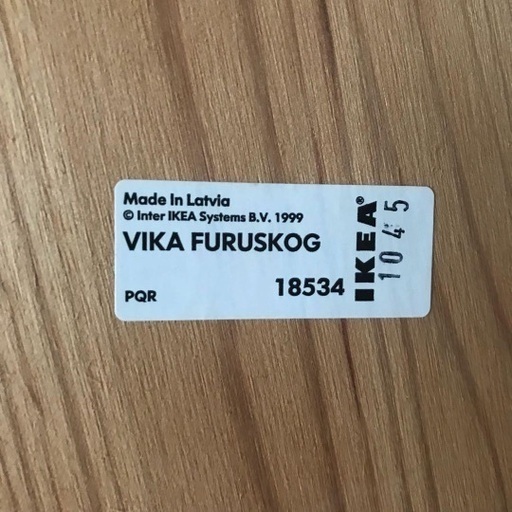 Made In Latvia
© Inter IKEA Systems B.V. 1999
VIKA FURUSKOG
PQR
18534
IKEA®
1045